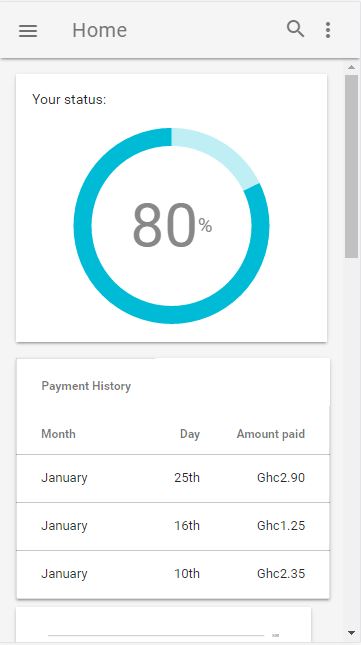 Home
Your status:
80%
Payment History
Month Day Amount paid
January 25th Ghc2.90
January 16th Ghc1.25
January 10th Ghc2.35